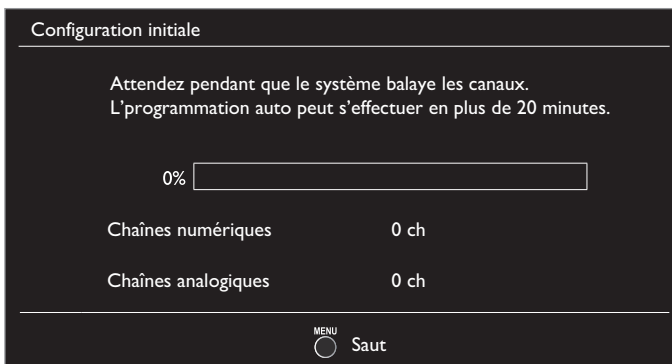 Configuration initiale
Attendez pendant que le système balaye les canaux.
L'programmation auto peut s'effectuer en plus de 20 minutes.
0%
Chaînes numériques 0 ch
Chaînes analogiques 0 ch
MENU
Saut